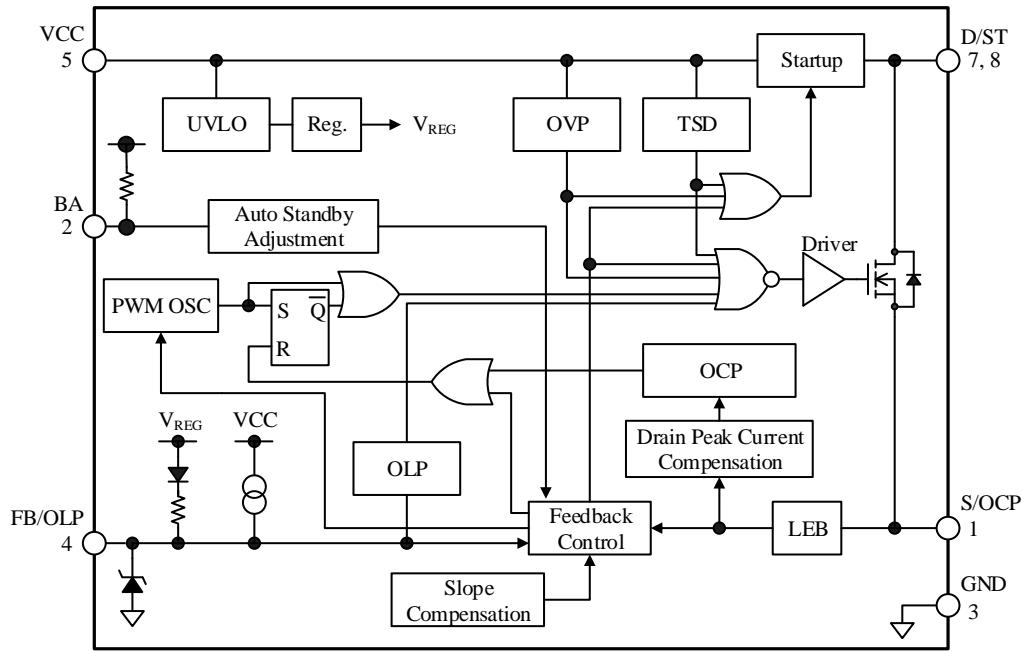 VCC
5
D/ST
7, 8
Startup
UVLO
Reg.
VREG
OVP
TSD
BA
2
Auto Standby
Adjustment
Driver
PWM OSC
S
Q̅
R
OCP
VREG
VCC
OLP
Drain Peak Current
Compensation
FB/OLP
4
Feedback
Control
LEB
S/OCP
1
Slope
Compensation
GND
3